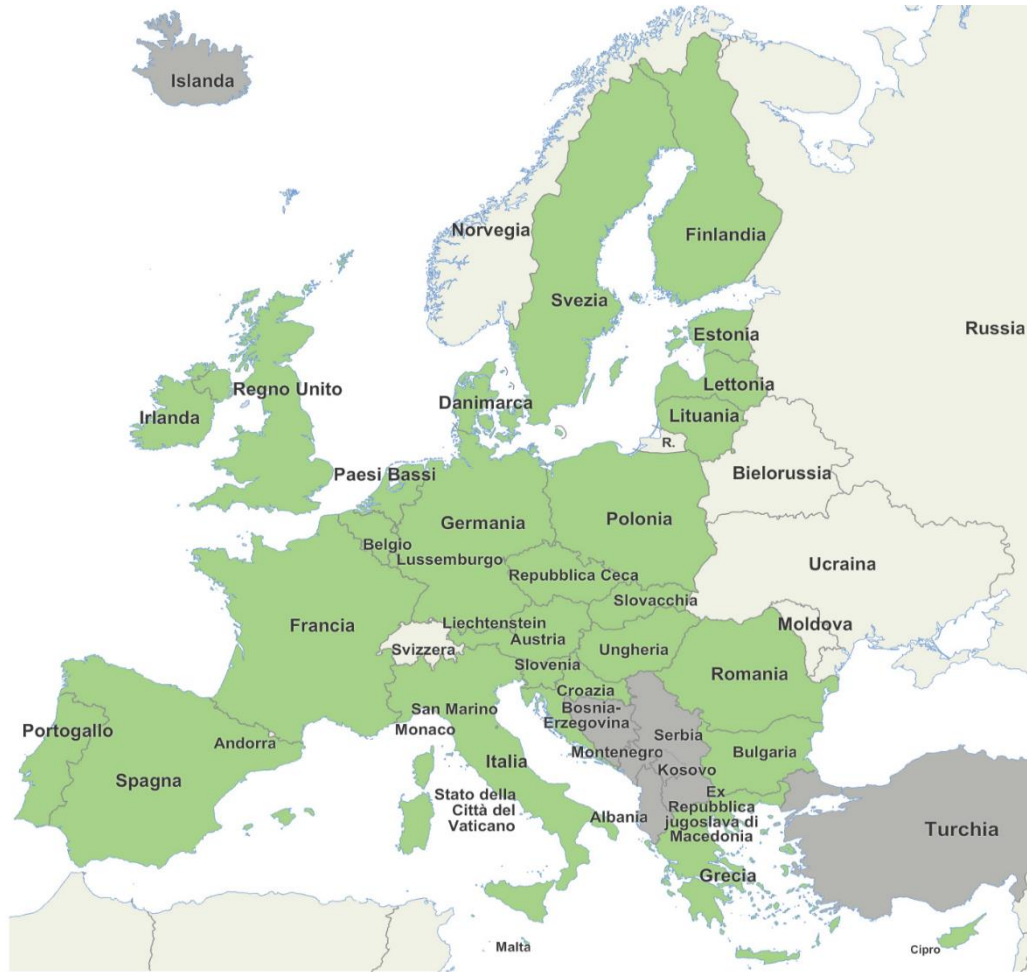 Islanda
Norvegia
Finlandia
Svezia
Estonia
Russia
Lettonia
Regno Unito
Danimarca
Irlanda
Lituania
R.
Bielorussia
Paesi Bassi
Germania
Polonia
Belgio
Lussemburgo
Ucraina
Repubblica Ceca
Slovacchia
Francia
Liechtenstein
Moldova
Austria
Svizzera
Ungheria
Slovenia
Romania
Croazia
San Marino
Bosnia-
Erzegovina
Portogallo
Monaco
Serbia
Andorra
Montenegro
Bulgaria
Italia
Kosovo
Spagna
Stato della
Città del
Vaticano
Ex
Repubblica
jugoslava di
Macedonia
Albania
Turchia
Grecia
Malta
Cipro